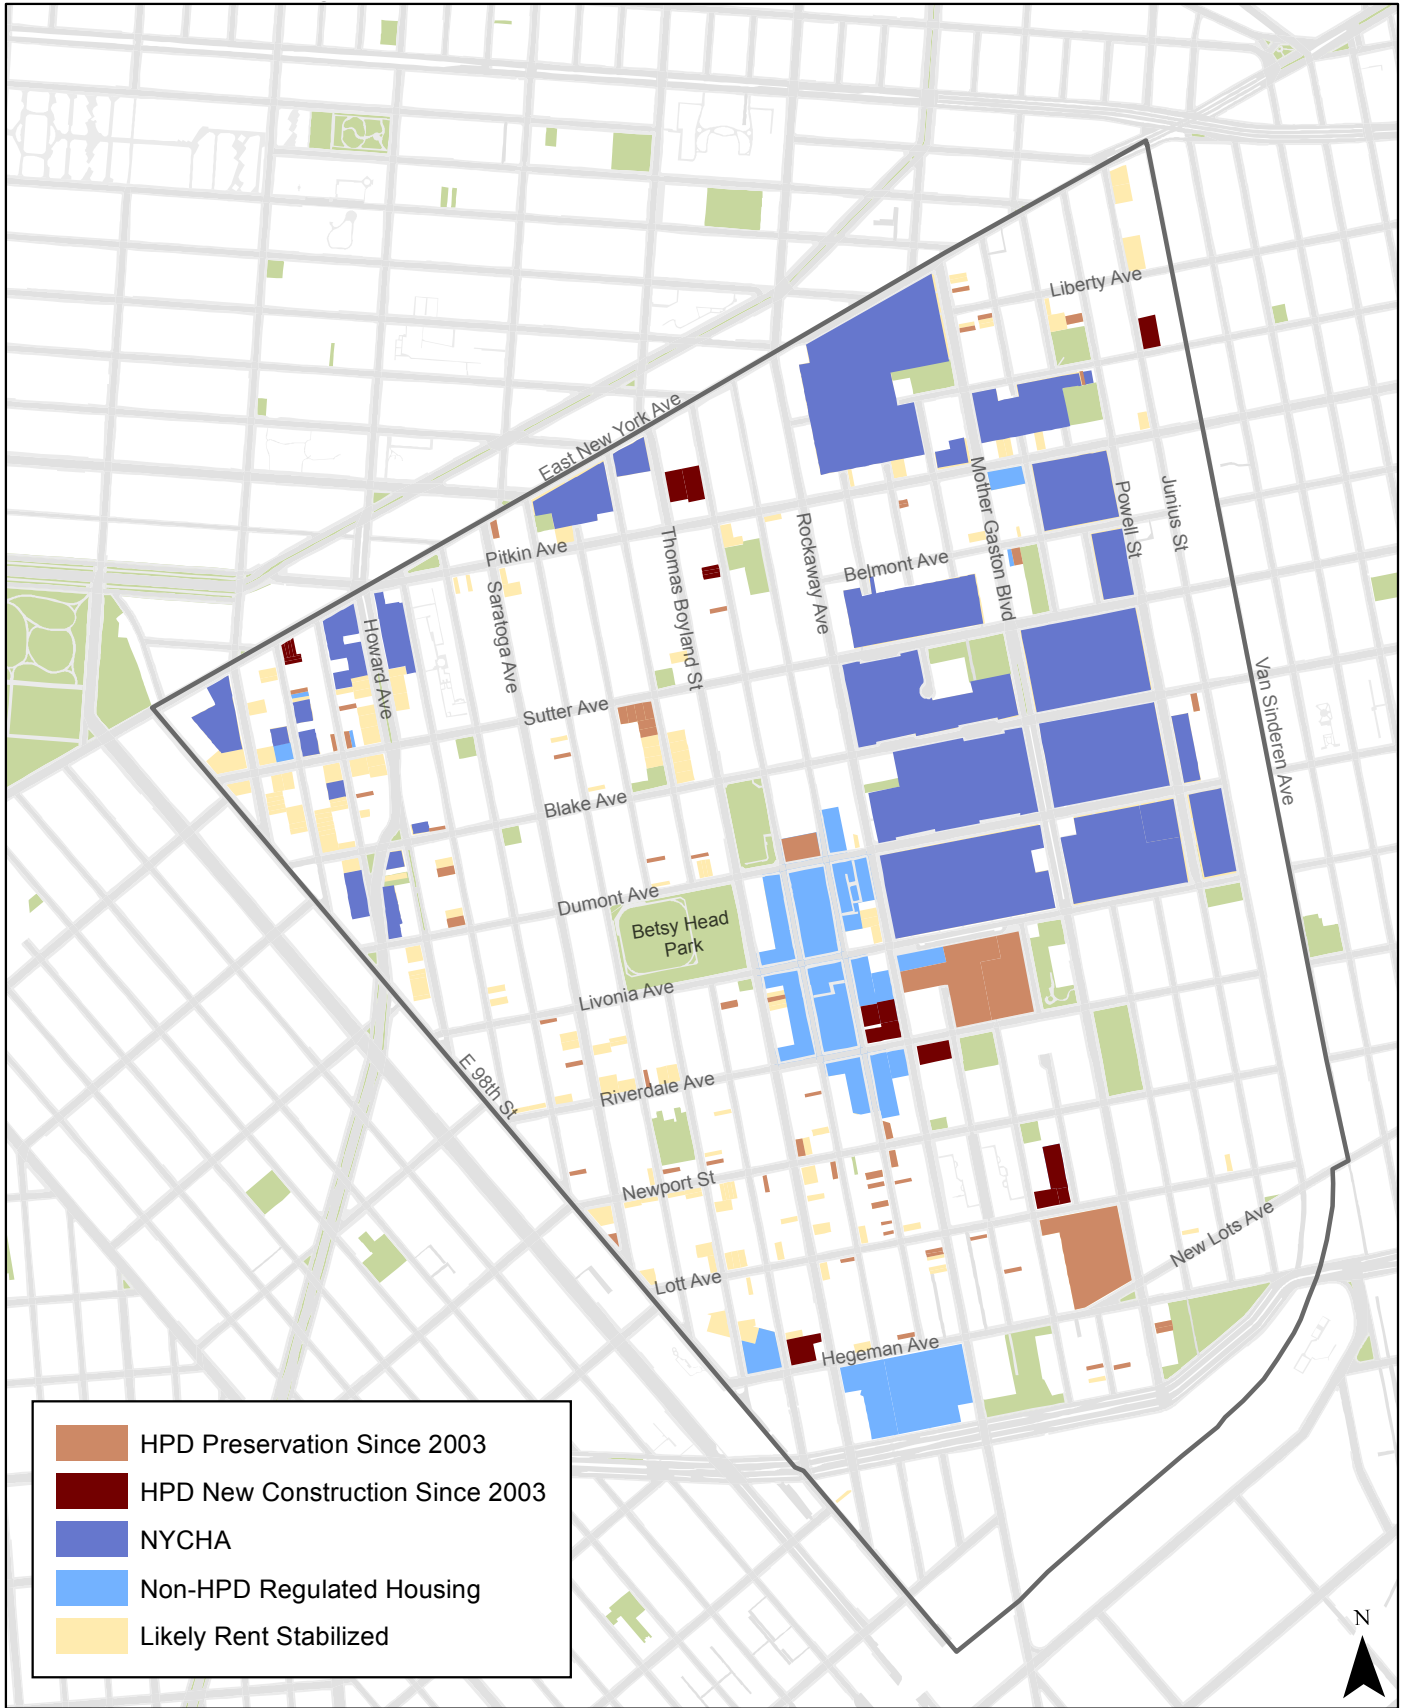 Liberty Ave
East New York Ave
Mother Gaston Blvd
Powell St
Junius St
Pitkin Ave
Thomas Boyland St
Rockaway Ave
Belmont Ave
Saratoga Ave
Howard Ave
Van Sinderen Ave
Sutter Ave
Blake Ave
Dumont Ave
Betsy Head
Park
Livonia Ave
E 98th St
Riverdale Ave
Newport St
New Lots Ave
Lott Ave
Hegeman Ave
HPD Preservation Since 2003
HPD New Construction Since 2003
NYCHA
Non-HPD Regulated Housing
Likely Rent Stabilized
N